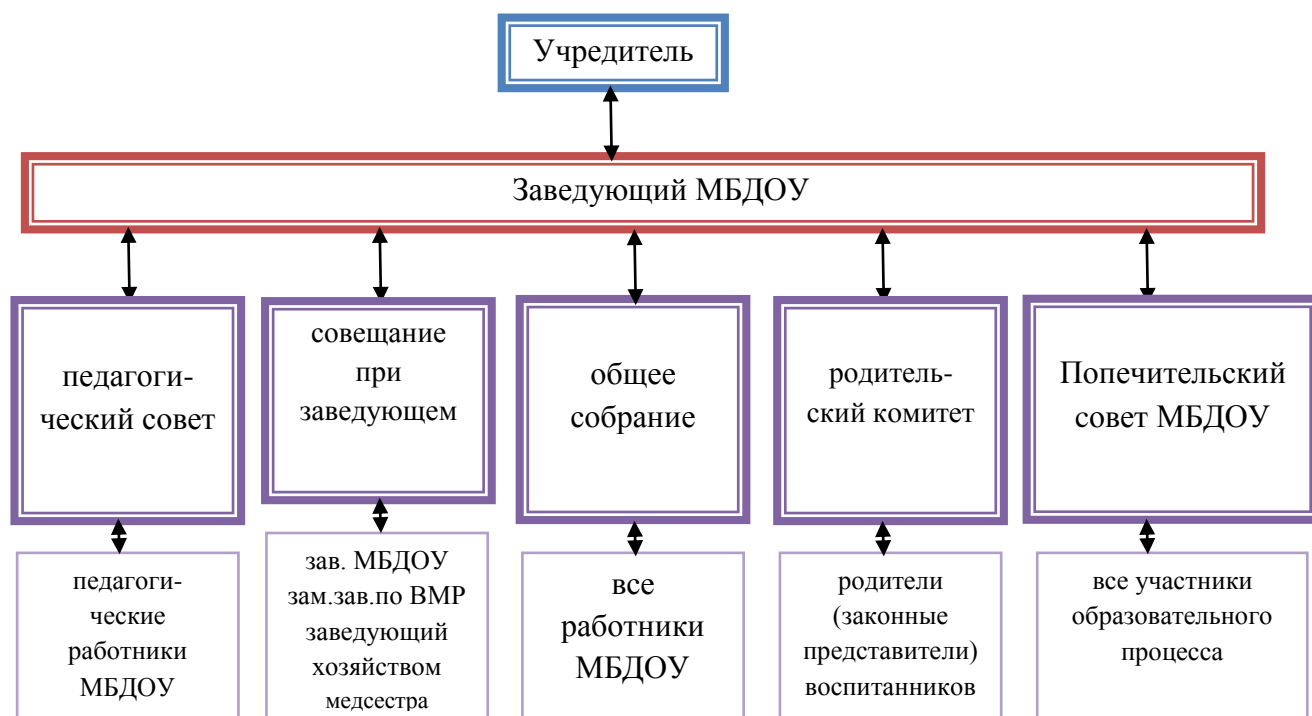 Учредитель
Заведующий МБДОУ
педагоги-
ческий совет
совещание
при
заведующем
общее
собрание
родитель-
ский комитет
Попечительский
совет МБДОУ
педагоги-
ческие
работники
МБДОУ
зав. МБДОУ
зам.зав.по ВМР
заведующий
хозяйством
медсестра
все
работники
МБДОУ
родители
(законные
представители)
воспитанников
все участники
образовательного
процесса